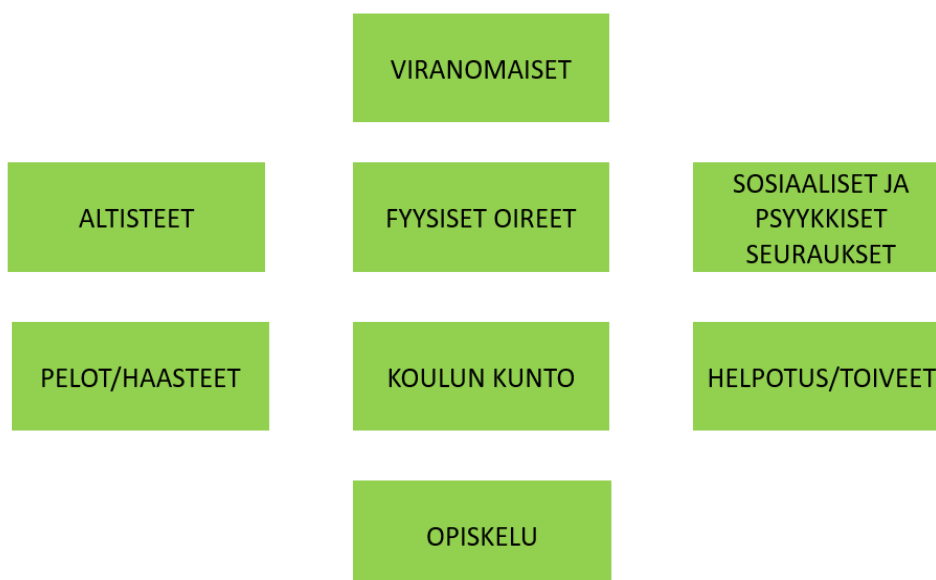 VIRANOMAISET
ALTISTEET
FYYSISET OIREET
SOSIAALISET JA
PSYYKKISET
SEURAUKSET
PELOT/HAASTEET
KOULUN KUNTO
HELPOTUS/TOIVEET
OPISKELU